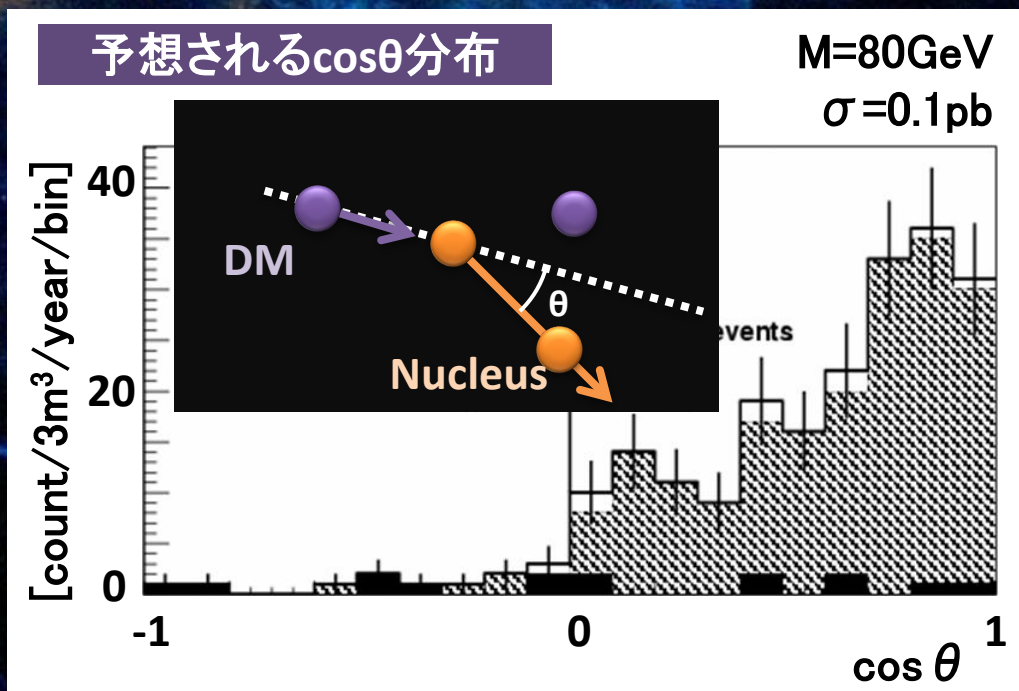 予想されるcosθ分布
M=80GeV
σ=0.1pb
[count/3m³/year/bin]
40
20
0
DM
θ
Nucleus
events
-1
0
1
cos θ